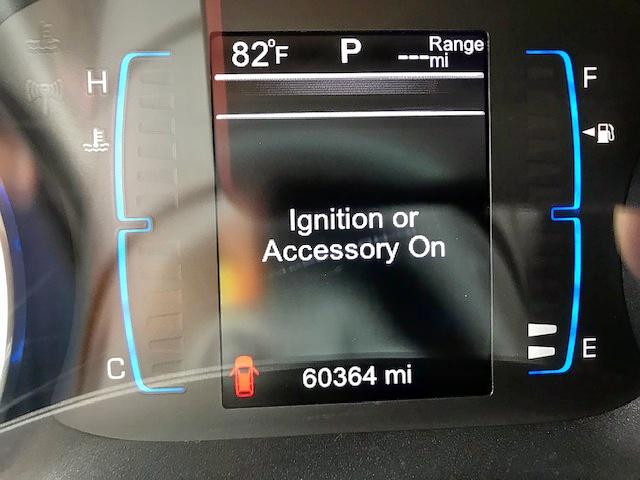 82°F P ---Range mi
H F
Ignition or
Accessory On
C E
60364 mi